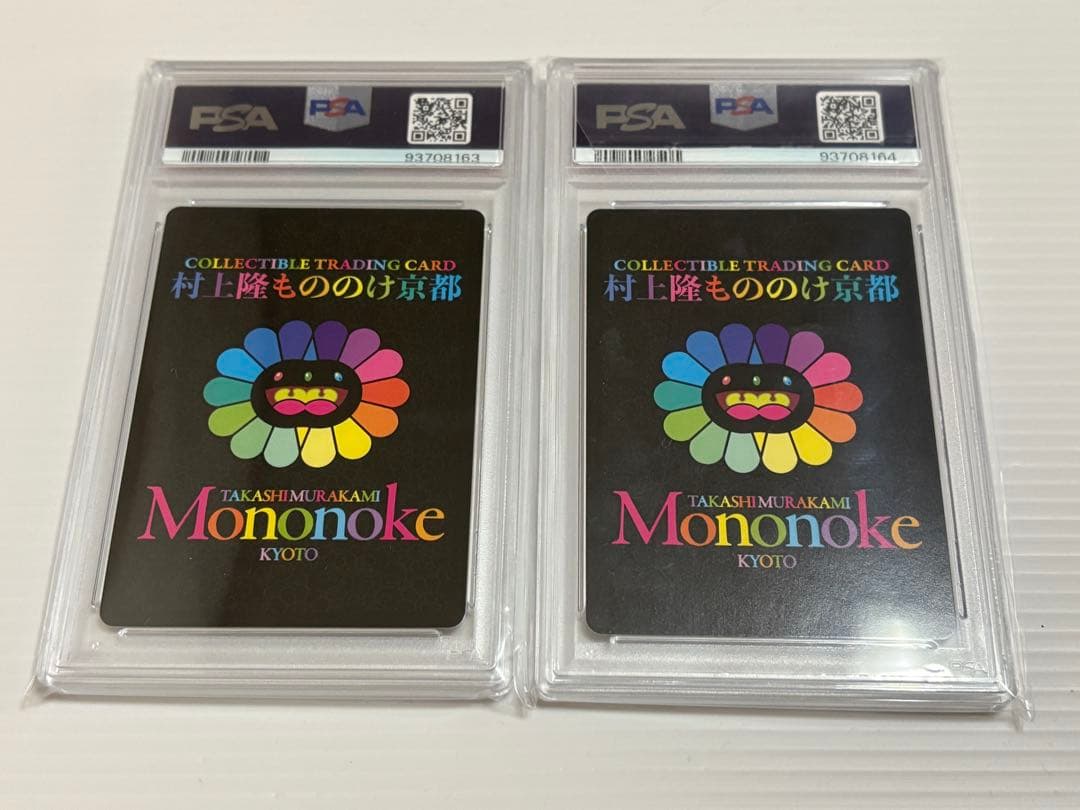 PSA PSA
93708163
COLLECTIBLE TRADING CARD
村上隆もののけ京都
TAKASHI MURAKAMI
Mononoke
KYOTO
PSA PSA
93708164
COLLECTIBLE TRADING CARD
村上隆もののけ京都
TAKASHI MURAKAMI
Mononoke
KYOTO